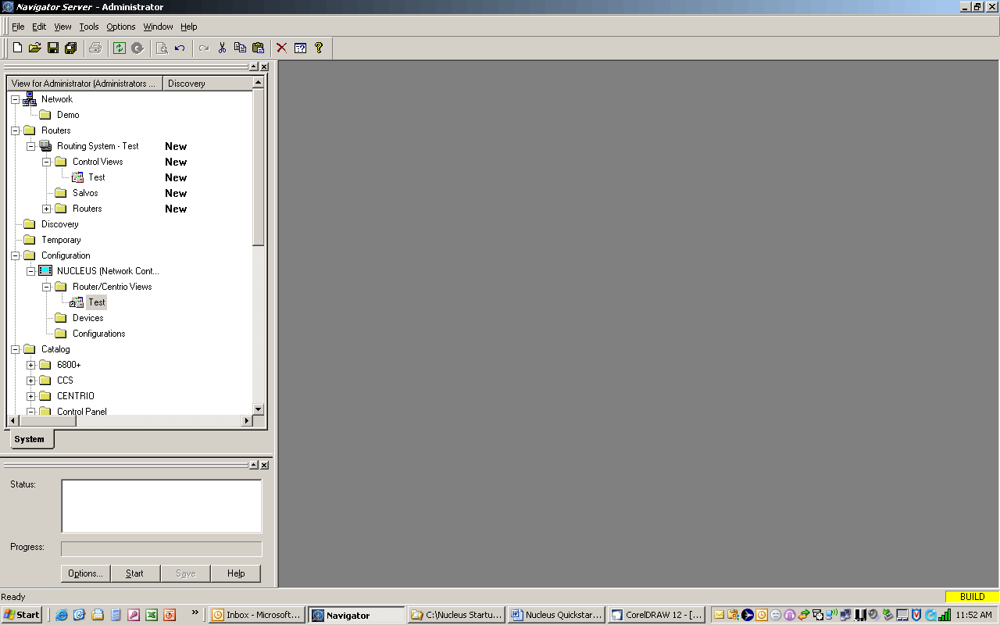 Navigator Server - Administrator
File Edit View Tools Options Window Help
View for Administrator (Administrators ... Discovery
Network
Demo
Routers
Routing System - Test New
Control Views New
Test New
Salvos New
Routers New
Discovery
Temporary
Configuration
NUCLEUS (Network Cont...
Router/Centrio Views
Test
Devices
Configurations
Catalog
6800+
CCS
CENTRIO
Control Panel
System
Status:
Progress:
Options... Start Save Help
Ready BUILD
Start » Inbox - Microsoft... Navigator C:\Nucleus Startu... Nucleus Quickstar... CorelDRAW 12 - [... 11:52 AM